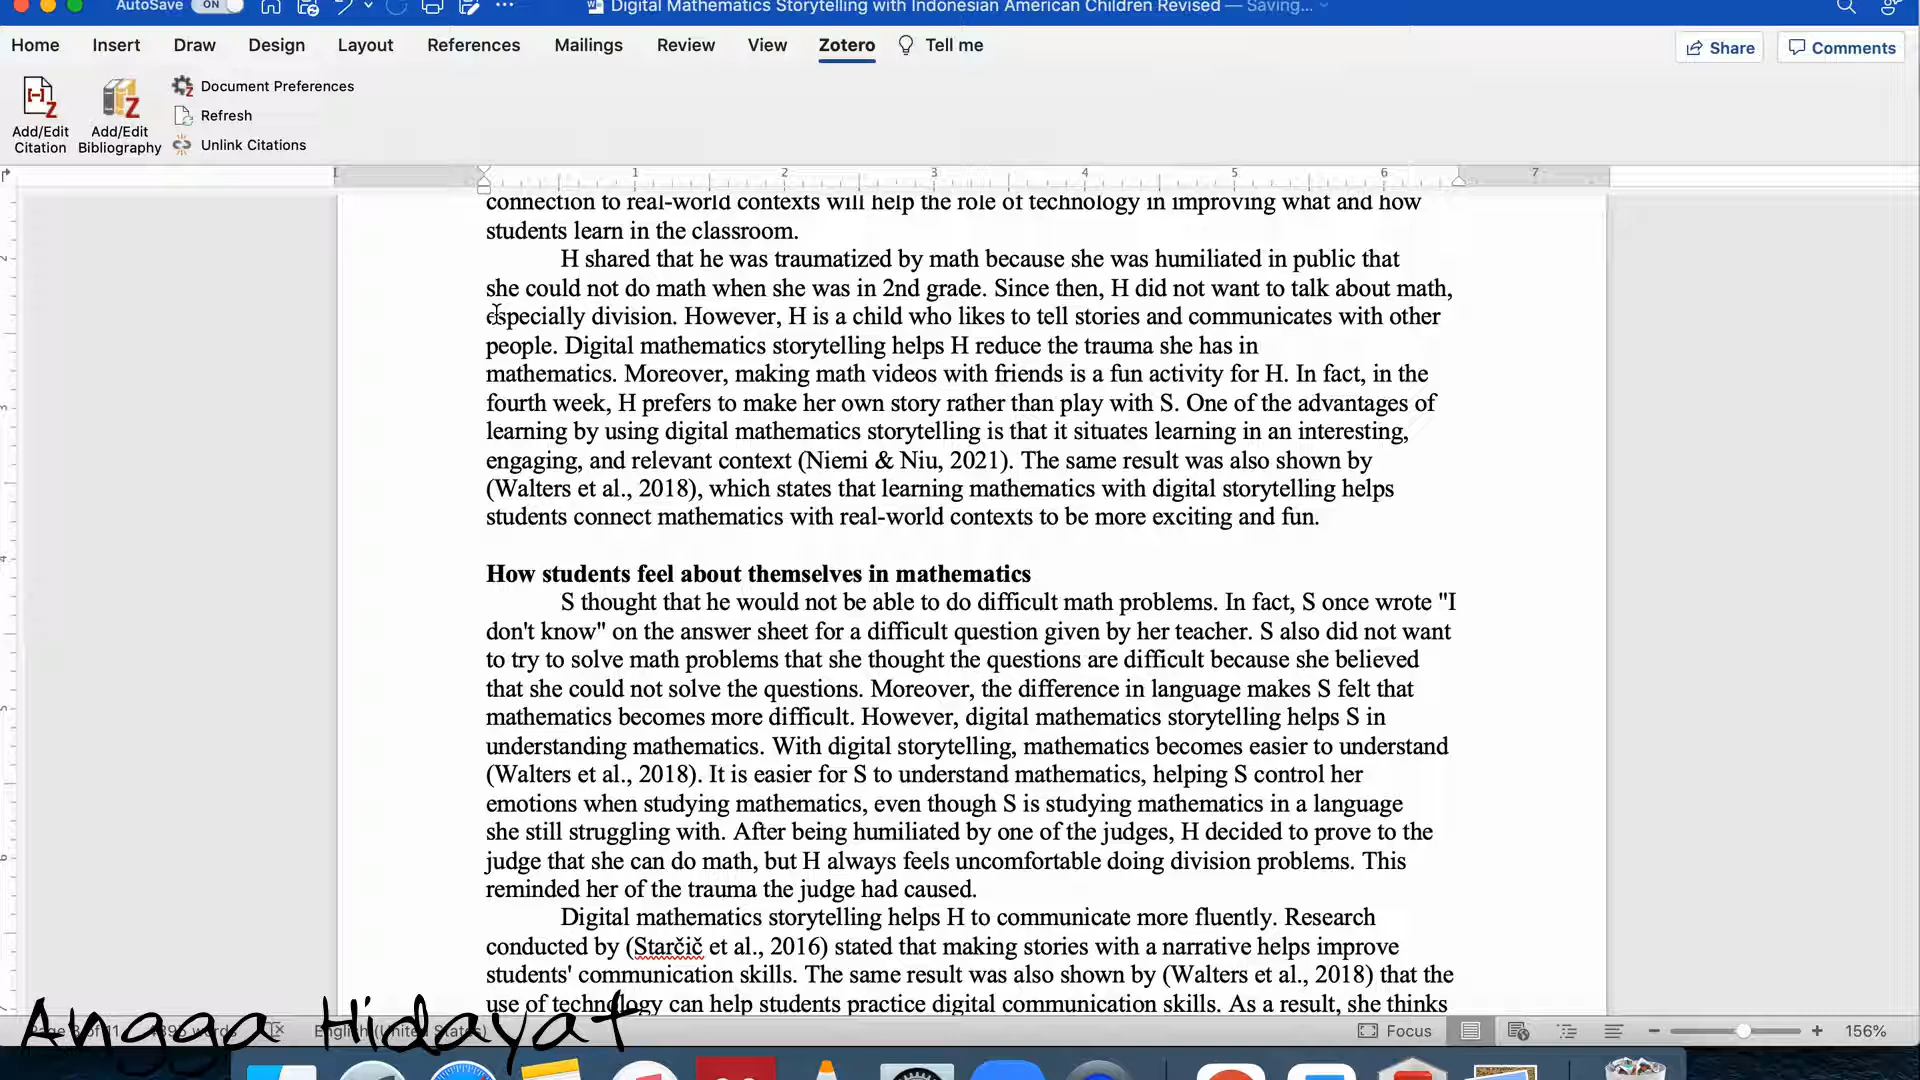 AutoSave ON Digital Mathematics Storytelling with Indonesian American Children Revised — Saving...
Home Insert Draw Design Layout References Mailings Review View Zotero Tell me Share Comments
Add/Edit Citation
Add/Edit Bibliography
Document Preferences
Refresh
Unlink Citations
1 2 3 4 5 6 7
connection to real-world contexts will help the role of technology in improving what and how
students learn in the classroom.
H shared that he was traumatized by math because she was humiliated in public that
she could not do math when she was in 2nd grade. Since then, H did not want to talk about math,
especially division. However, H is a child who likes to tell stories and communicates with other
people. Digital mathematics storytelling helps H reduce the trauma she has in
mathematics. Moreover, making math videos with friends is a fun activity for H. In fact, in the
fourth week, H prefers to make her own story rather than play with S. One of the advantages of
learning by using digital mathematics storytelling is that it situates learning in an interesting,
engaging, and relevant context (Niemi & Niu, 2021). The same result was also shown by
(Walters et al., 2018), which states that learning mathematics with digital storytelling helps
students connect mathematics with real-world contexts to be more exciting and fun.
How students feel about themselves in mathematics
S thought that he would not be able to do difficult math problems. In fact, S once wrote "I
don't know" on the answer sheet for a difficult question given by her teacher. S also did not want
to try to solve math problems that she thought the questions are difficult because she believed
that she could not solve the questions. Moreover, the difference in language makes S felt that
mathematics becomes more difficult. However, digital mathematics storytelling helps S in
understanding mathematics. With digital storytelling, mathematics becomes easier to understand
(Walters et al., 2018). It is easier for S to understand mathematics, helping S control her
emotions when studying mathematics, even though S is studying mathematics in a language
she still struggling with. After being humiliated by one of the judges, H decided to prove to the
judge that she can do math, but H always feels uncomfortable doing division problems. This
reminded her of the trauma the judge had caused.
Digital mathematics storytelling helps H to communicate more fluently. Research
conducted by (Starčič et al., 2016) stated that making stories with a narrative helps improve
students' communication skills. The same result was also shown by (Walters et al., 2018) that the
use of technology can help students practice digital communication skills. As a result, she thinks
Angga Hidayat
English (United States) Focus 156%